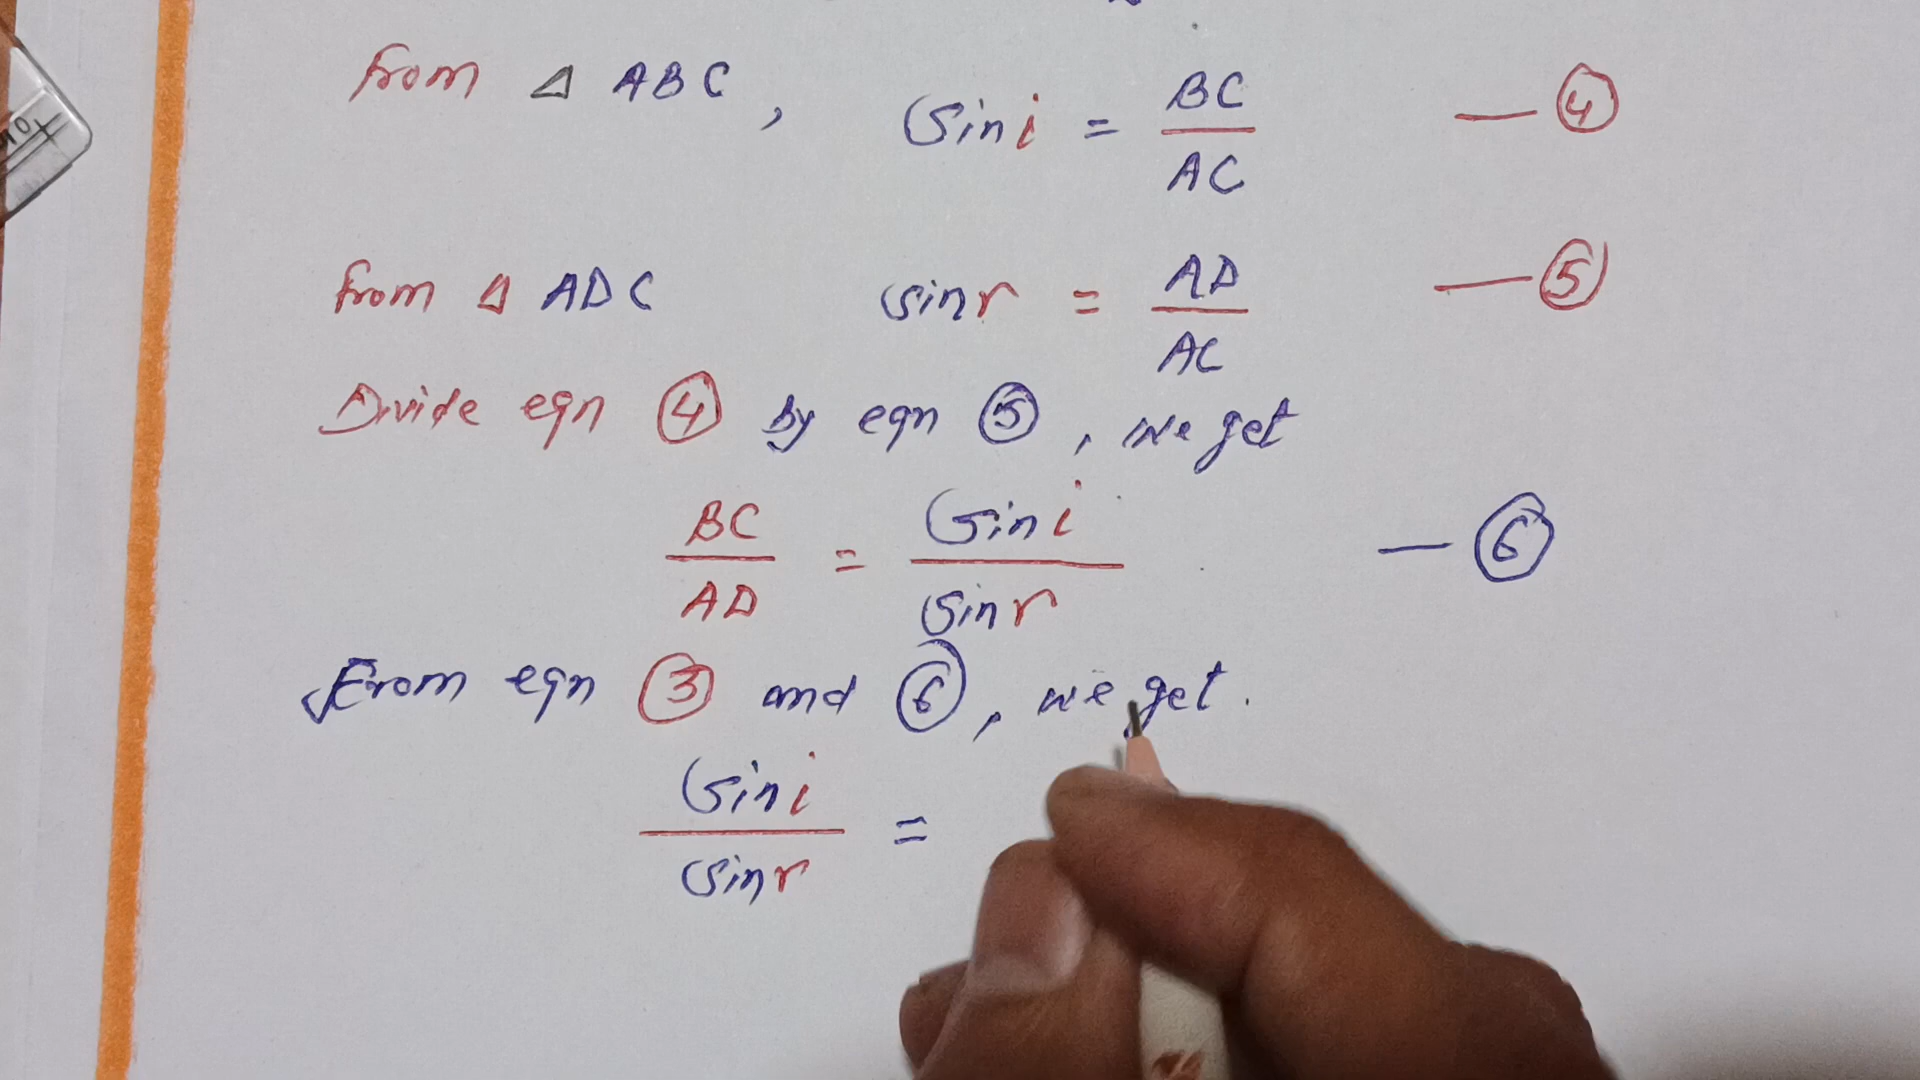 From △ ABC, Sin i = BC/AC — ④
From △ ADC sin r = AD/AC — ⑤
Divide eqn ④ by eqn ⑤, we get
BC/AD = Sin i/Sin r — ⑥
From eqn ③ and ⑥, we get.
Sin i/Sin r =